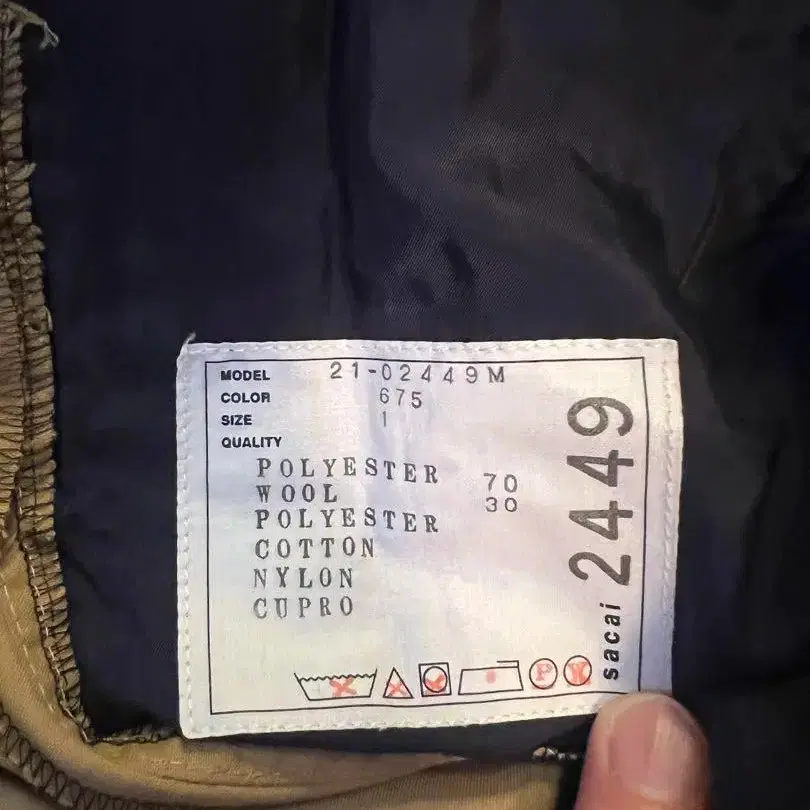 MODEL 21-02449M
COLOR 675
SIZE 1
QUALITY
POLYESTER 70
WOOL 30
POLYESTER
COTTON
NYLON
CUPRO
P W
sacai 2449